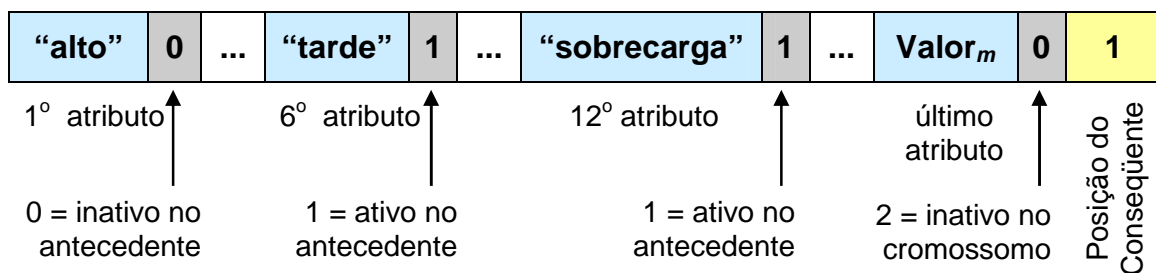 “alto” 0 ... “tarde” 1 ... “sobrecarga” 1 ... Valorm 0 1
1º atributo 6º atributo 12º atributo último atributo
0 = inativo no antecedente
1 = ativo no antecedente
1 = ativo no antecedente
2 = inativo no cromossomo
Posição do
Conseqüente